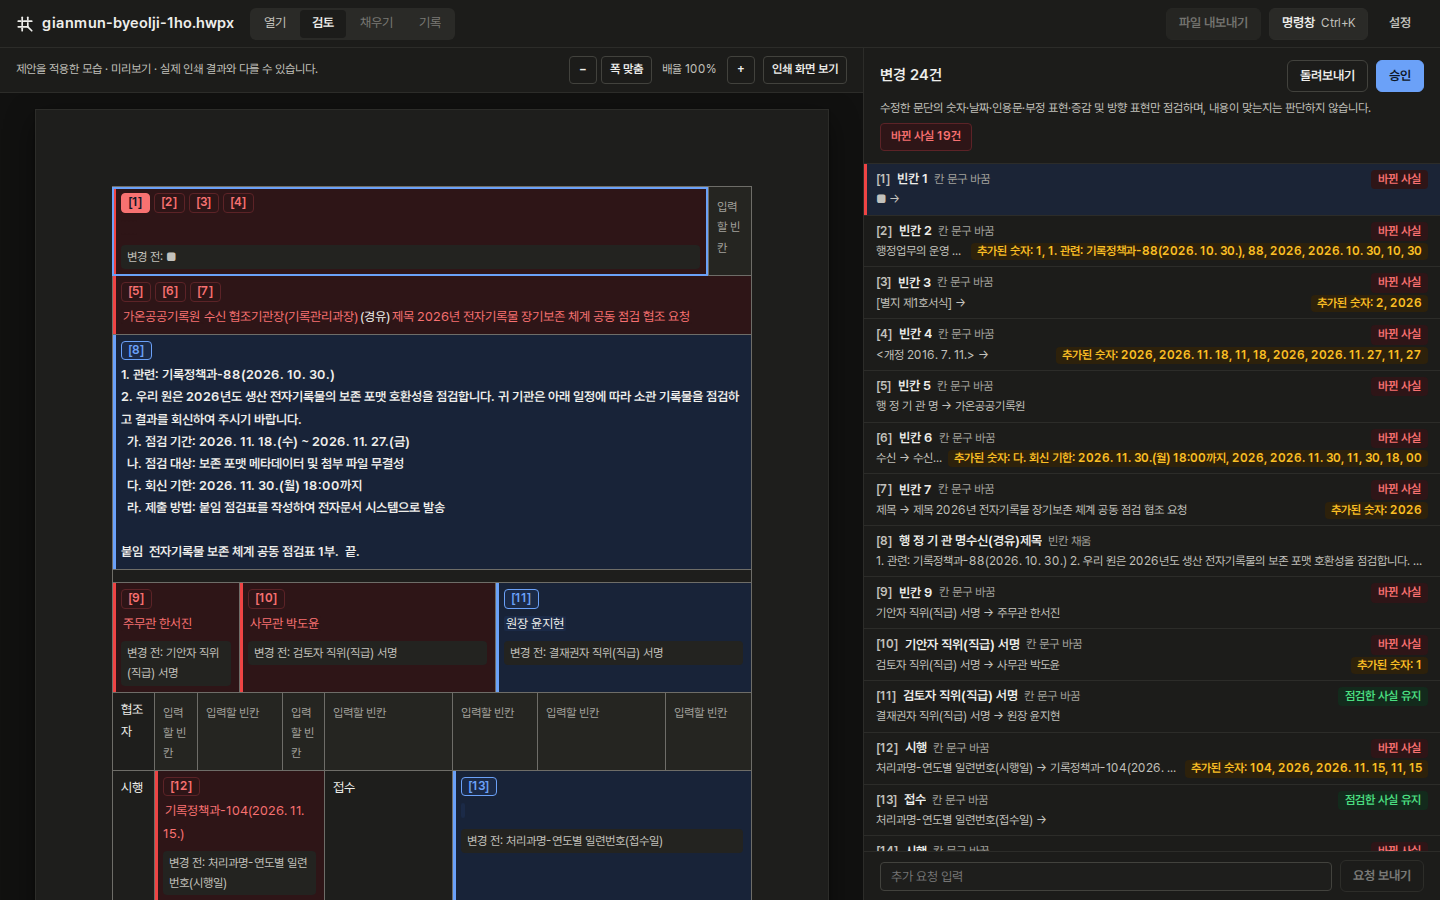 gianmun-byeolji-1ho.hwpx
열기 검토 채우기 기록
파일 내보내기 명령창 Ctrl+K 설정
제안을 적용한 모습 · 미리보기 · 실제 인쇄 결과와 다를 수 있습니다.
− 폭 맞춤 배율 100% + 인쇄 화면 보기
[1] [2] [3] [4]
변경 전: ■
입력
할 빈
칸
[5] [6] [7]
가온공공기록원 수신 협조기관장(기록관리과장) (경유) 제목 2026년 전자기록물 장기보존 체계 공동 점검 협조 요청
[8]
1. 관련: 기록정책과-88(2026. 10. 30.)
2. 우리 원은 2026년도 생산 전자기록물의 보존 포맷 호환성을 점검합니다. 귀 기관은 아래 일정에 따라 소관 기록물을 점검하
고 결과를 회신하여 주시기 바랍니다.
가. 점검 기간: 2026. 11. 18.(수) ~ 2026. 11. 27.(금)
나. 점검 대상: 보존 포맷 메타데이터 및 첨부 파일 무결성
다. 회신 기한: 2026. 11. 30.(월) 18:00까지
라. 제출 방법: 붙임 점검표를 작성하여 전자문서 시스템으로 발송
붙임 전자기록물 보존 체계 공동 점검표 1부. 끝.
[9]
주무관 한서진
변경 전: 기안자 직위
(직급) 서명
[10]
사무관 박도윤
변경 전: 검토자 직위(직급) 서명
[11]
원장 윤지현
변경 전: 결재권자 직위(직급) 서명
협조
자
입력
할 빈
칸
입력할 빈칸
입력
할 빈
칸
입력할 빈칸
입력할 빈칸
입력할 빈칸
입력할 빈칸
시행
[12]
기록정책과-104(2026. 11.
15.)
변경 전: 처리과명-연도별 일련
번호(시행일)
접수
[13]
변경 전: 처리과명-연도별 일련번호(접수일)
변경 24건
돌려보내기 승인
수정한 문단의 숫자·날짜·인용문·부정 표현·증감 및 방향 표현만 점검하며, 내용이 맞는지는 판단하지 않습니다.
바뀐 사실 19건
[1] 빈칸 1 칸 문구 바꿈 바뀐 사실
■ →
[2] 빈칸 2 칸 문구 바꿈 바뀐 사실
행정업무의 운영 ... 추가된 숫자: 1, 1. 관련: 기록정책과-88(2026. 10. 30.), 88, 2026, 2026. 10. 30, 10, 30
[3] 빈칸 3 칸 문구 바꿈 바뀐 사실
[별지 제1호서식] → 추가된 숫자: 2, 2026
[4] 빈칸 4 칸 문구 바꿈 바뀐 사실
<개정 2016. 7. 11.> → 추가된 숫자: 2026, 2026. 11. 18, 11, 18, 2026, 2026. 11. 27, 11, 27
[5] 빈칸 5 칸 문구 바꿈 바뀐 사실
행 정 기 관 명 → 가온공공기록원
[6] 빈칸 6 칸 문구 바꿈 바뀐 사실
수신 → 수신... 추가된 숫자: 다. 회신 기한: 2026. 11. 30.(월) 18:00까지, 2026, 2026. 11. 30, 11, 30, 18, 00
[7] 빈칸 7 칸 문구 바꿈 바뀐 사실
제목 → 제목 2026년 전자기록물 장기보존 체계 공동 점검 협조 요청 추가된 숫자: 2026
[8] 행 정 기 관 명수신(경유)제목 빈칸 채움
1. 관련: 기록정책과-88(2026. 10. 30.) 2. 우리 원은 2026년도 생산 전자기록물의 보존 포맷 호환성을 점검합니다. ...
[9] 빈칸 9 칸 문구 바꿈 바뀐 사실
기안자 직위(직급) 서명 → 주무관 한서진
[10] 기안자 직위(직급) 서명 칸 문구 바꿈 바뀐 사실
검토자 직위(직급) 서명 → 사무관 박도윤 추가된 숫자: 1
[11] 검토자 직위(직급) 서명 칸 문구 바꿈 점검한 사실 유지
결재권자 직위(직급) 서명 → 원장 윤지현
[12] 시행 칸 문구 바꿈 바뀐 사실
처리과명-연도별 일련번호(시행일) → 기록정책과-104(2026. ... 추가된 숫자: 104, 2026, 2026. 11. 15, 11, 15
[13] 접수 칸 문구 바꿈 점검한 사실 유지
처리과명-연도별 일련번호(접수일) →
[14] 시행 칸 문구 바꿈 바뀐 사실
추가 요청 입력 요청 보내기